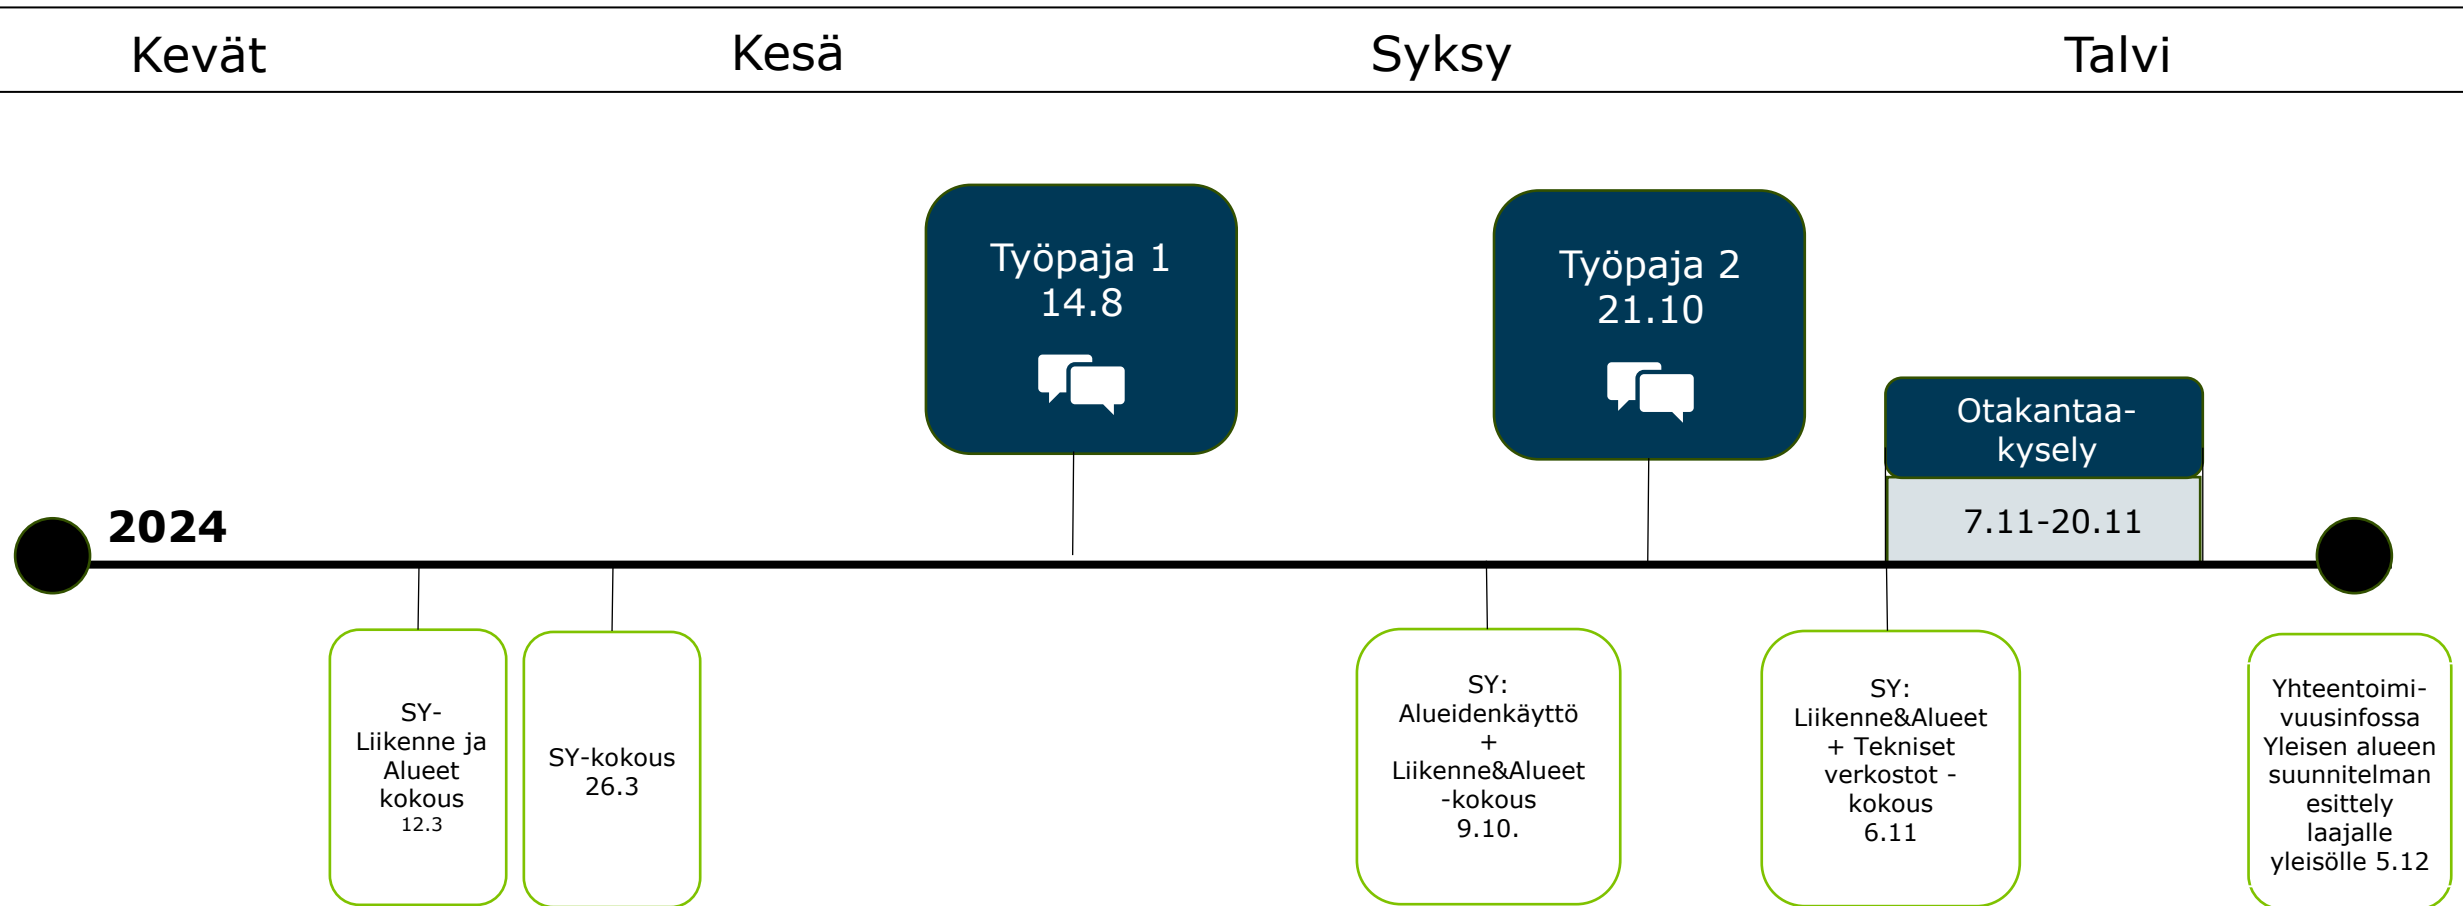 Kevät
Kesä
Syksy
Talvi
Työpaja 1
14.8
Työpaja 2
21.10
Otakantaa-
kysely
7.11-20.11
2024
SY-
Liikenne ja
Alueet
kokous
12.3
SY-kokous
26.3
SY:
Alueidenkäyttö
+
Liikenne&Alueet
-kokous
9.10.
SY:
Liikenne&Alueet
+ Tekniset
verkostot -
kokous
6.11
Yhteentoimi-
vuusinfossa
Yleisen alueen
suunnitelman
esittely
laajalle
yleisölle 5.12